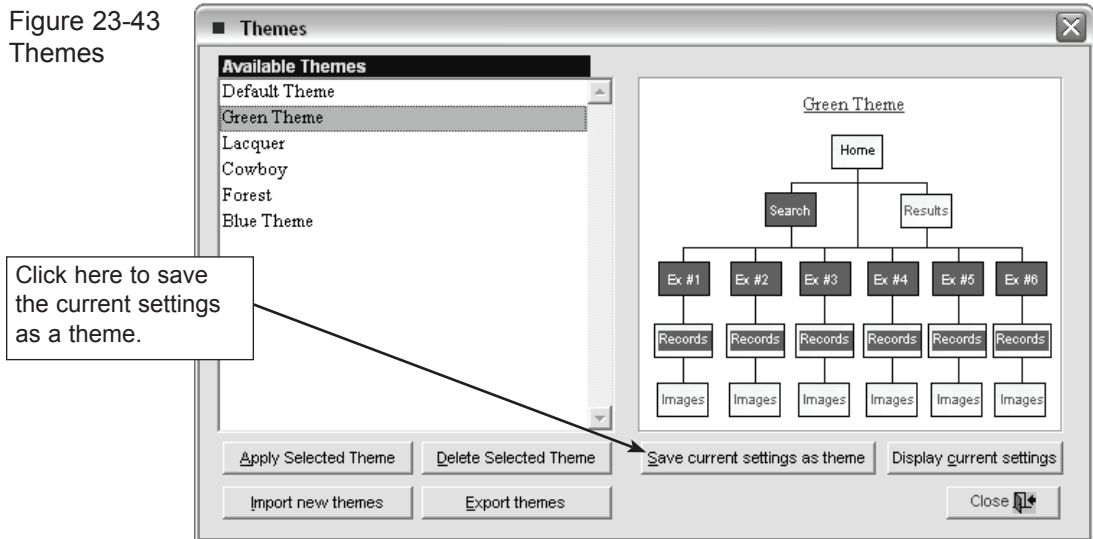 Figure 23-43
Themes
Themes
Available Themes
Default Theme
Green Theme
Lacquer
Cowboy
Forest
Blue Theme
Click here to save
the current settings
as a theme.
Green Theme
Home
Search Results
Ex #1 Ex #2 Ex #3 Ex #4 Ex #5 Ex #6
Records Records Records Records Records Records
Images Images Images Images Images Images
Apply Selected Theme Delete Selected Theme Save current settings as theme Display current settings
Import new themes Export themes Close